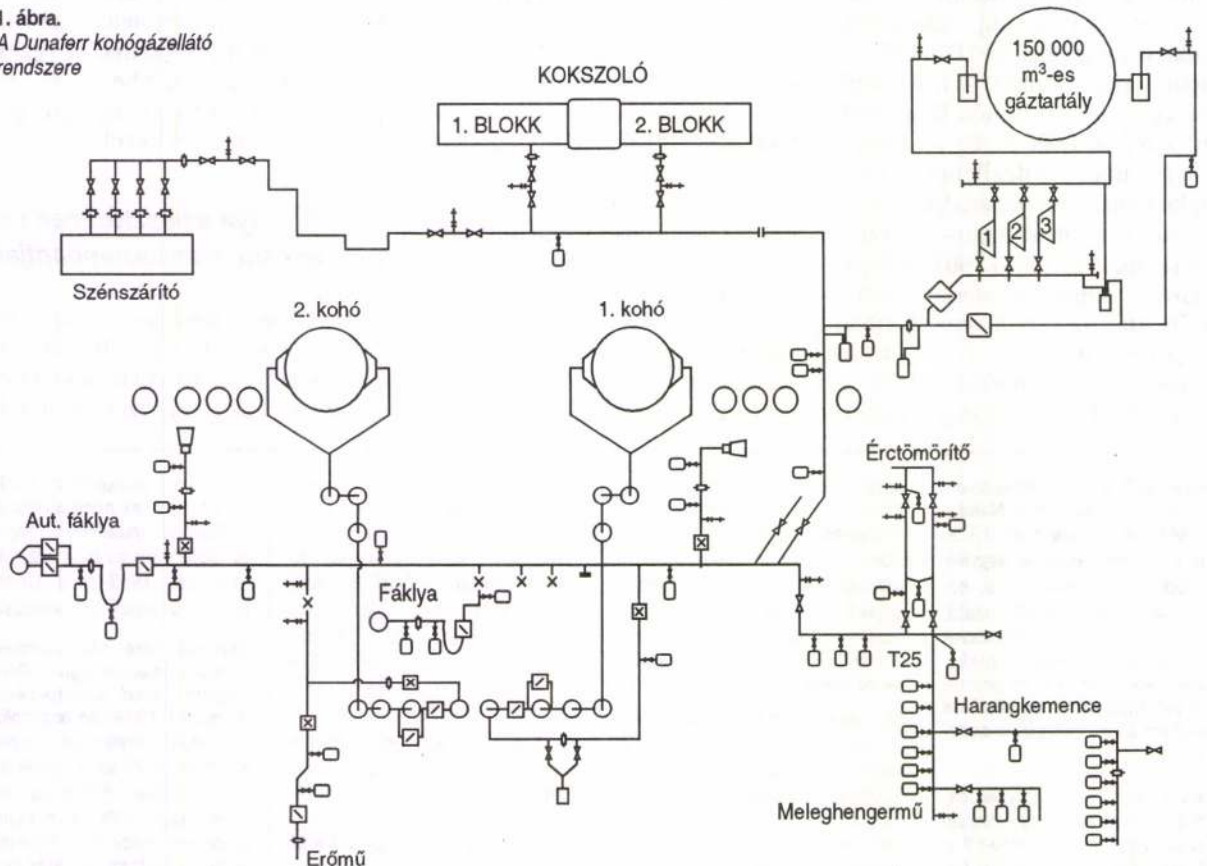 1. ábra.
A Dunaferr kohógázellátó
rendszere
150 000
m³-es
gáztartály
KOKSZOLÓ
1. BLOKK
2. BLOKK
1
2
3
Szénszárító
2. kohó
1. kohó
Érctömörítő
Aut. fáklya
Fáklya
T25
Harangkemence
Meleghengermű
Erőmű